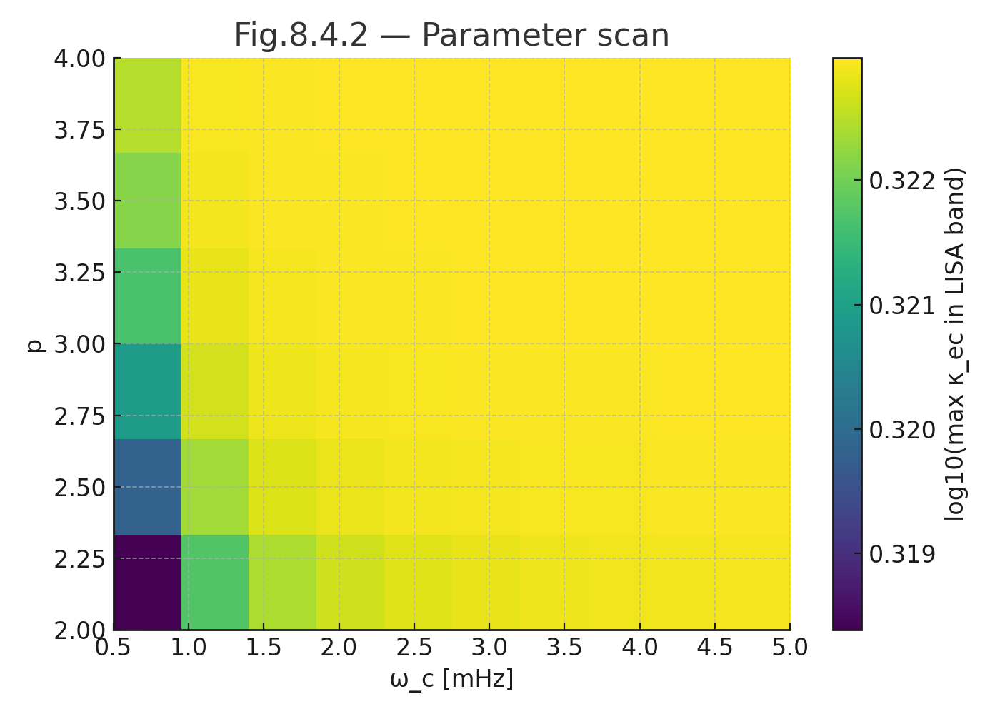 Fig.8.4.2 — Parameter scan
4.00
3.75
3.50
3.25
3.00
2.75
2.50
2.25
2.00
p
0.5 1.0 1.5 2.0 2.5 3.0 3.5 4.0 4.5 5.0
ω_c [mHz]
0.322
0.321
0.320
0.319
log10(max κ_ec in LISA band)